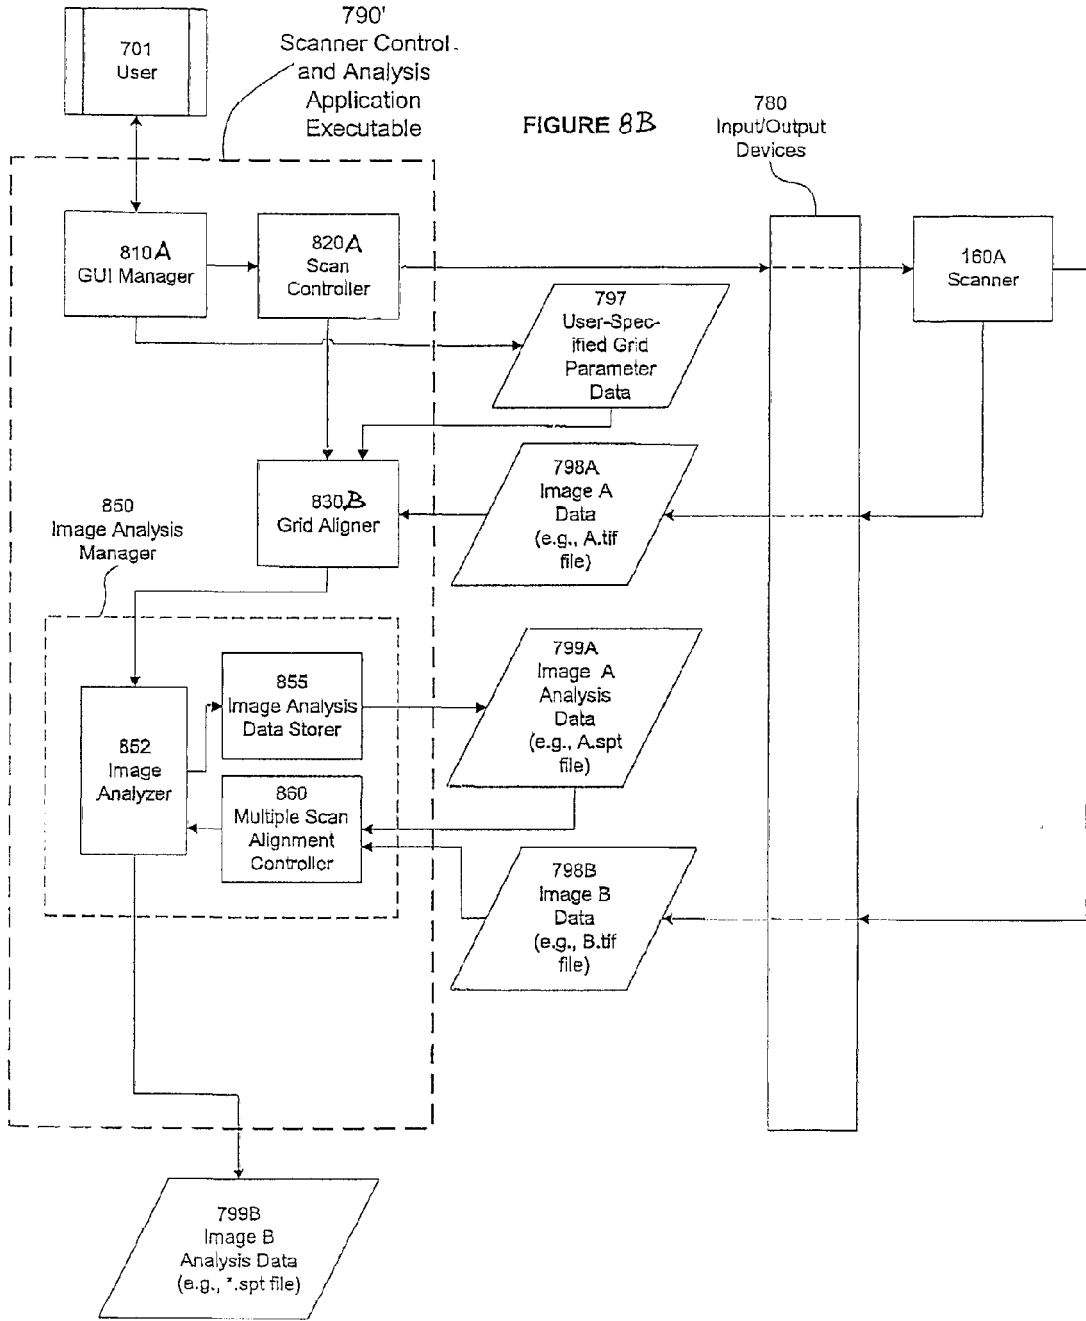 701
User
790'
Scanner Control
and Analysis
Application
Executable
FIGURE 8B
780
Input/Output
Devices
810A
GUI Manager
820A
Scan
Controller
160A
Scanner
797
User-Spec-
ified Grid
Parameter
Data
850
Image Analysis
Manager
830B
Grid Aligner
798A
Image A
Data
(e.g., A.tif
file)
855
Image Analysis
Data Storer
799A
Image A
Analysis
Data
(e.g., A.spt
file)
852
Image
Analyzer
860
Multiple Scan
Alignment
Controller
798B
Image B
Data
(e.g., B.tif
file)
799B
Image B
Analysis Data
(e.g., *.spt file)